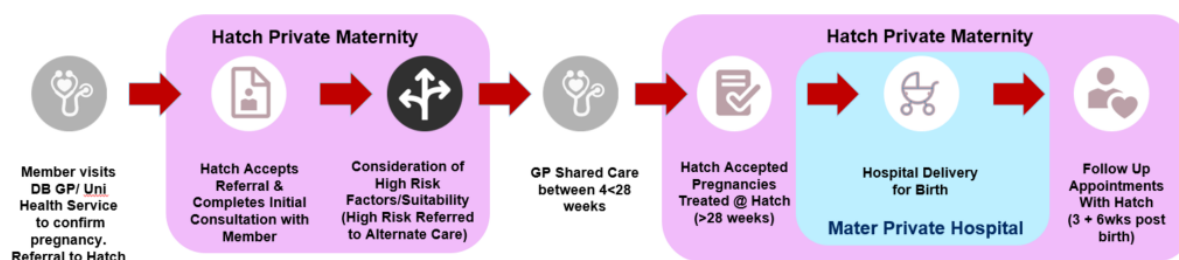 Hatch Private Maternity
Hatch Private Maternity
Member visits
DB GP/ Uni
Health Service
to confirm
pregnancy.
Referral to Hatch
Hatch Accepts
Referral &
Completes Initial
Consultation with
Member
Consideration of
High Risk
Factors/Suitability
(High Risk Referred
to Alternate Care)
GP Shared Care
between 4<28
weeks
Hatch Accepted
Pregnancies
Treated @ Hatch
(>28 weeks)
Hospital Delivery
for Birth
Mater Private Hospital
Follow Up
Appointments
With Hatch
(3 + 6wks post
birth)